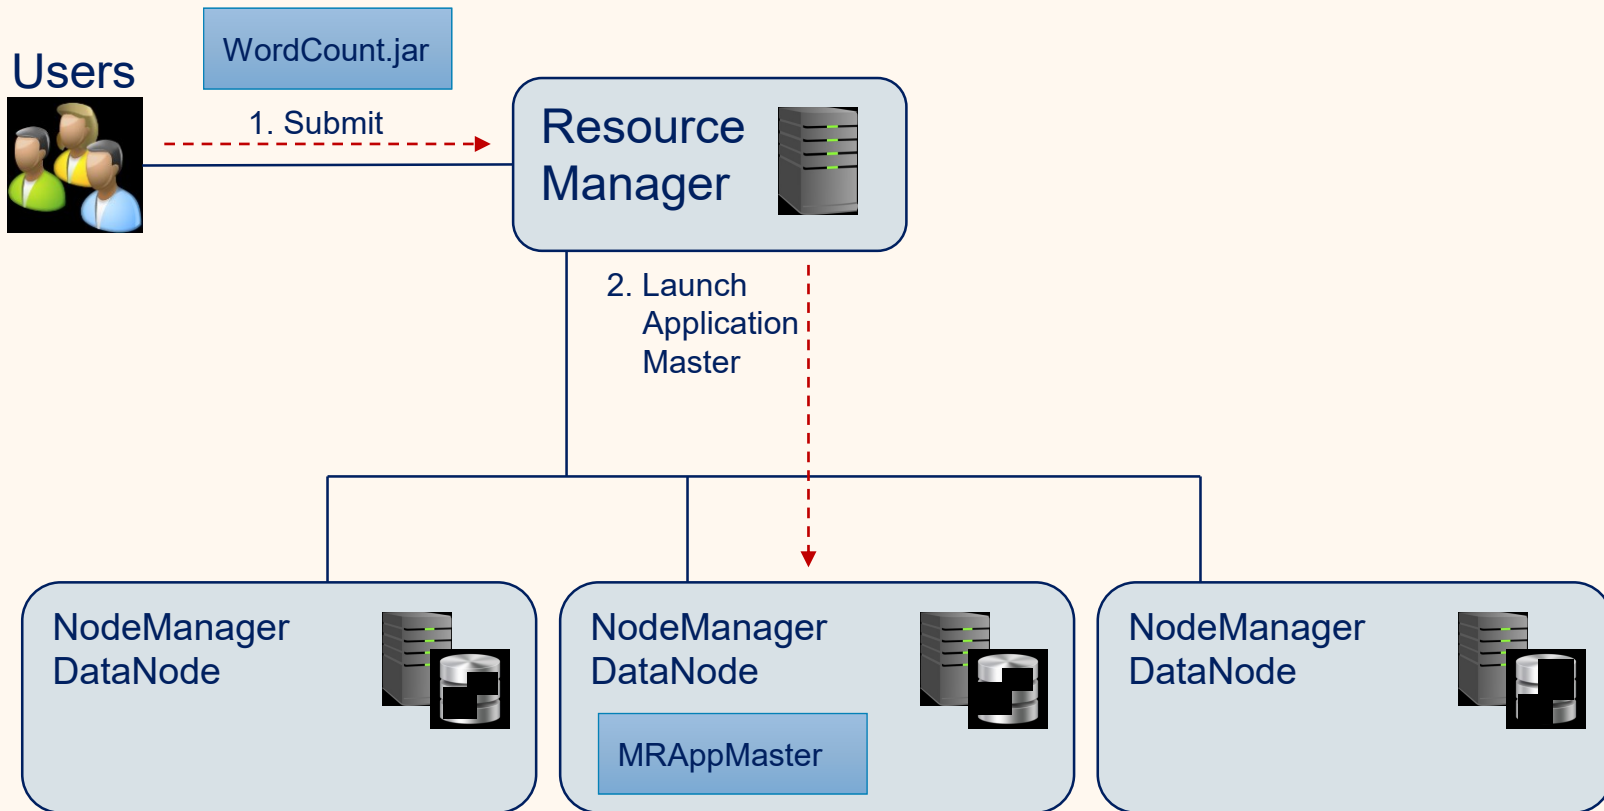 WordCount.jar
Users
1. Submit
Resource
Manager
2. Launch
Application
Master
NodeManager
DataNode
NodeManager
DataNode
MRAppMaster
NodeManager
DataNode